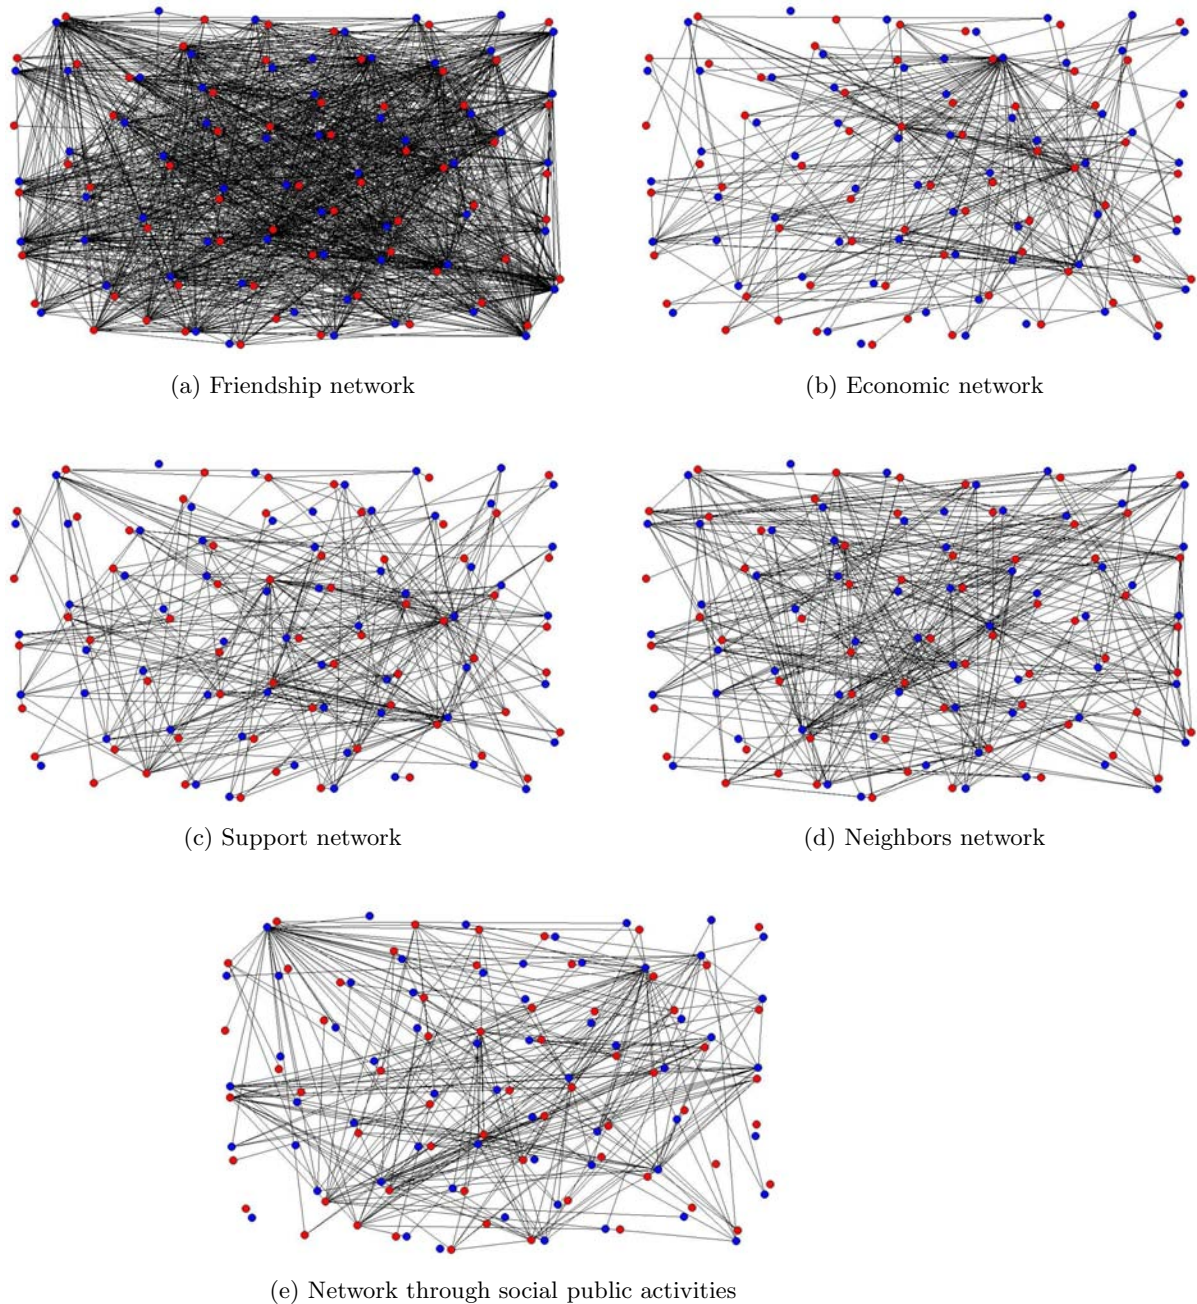 (a) Friendship network
(b) Economic network
(c) Support network
(d) Neighbors network
(e) Network through social public activities